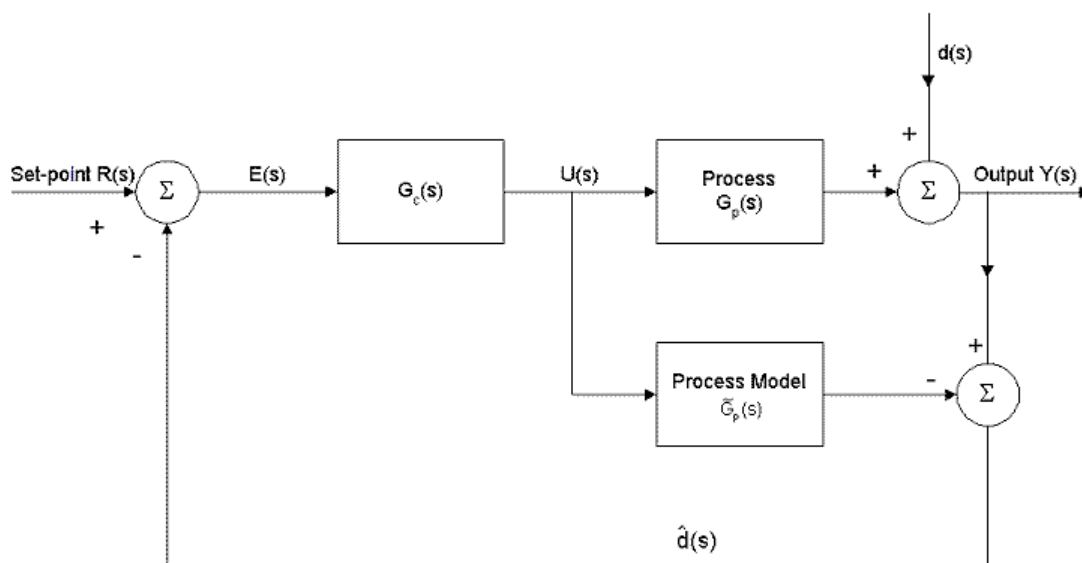 d(s)
+
Set-point R(s)
Σ
E(s)
G_c(s)
U(s)
Process
G_p(s)
+
Σ
Output Y(s)
+
-
+
Process Model
G̃_p(s)
-
Σ
d̂(s)